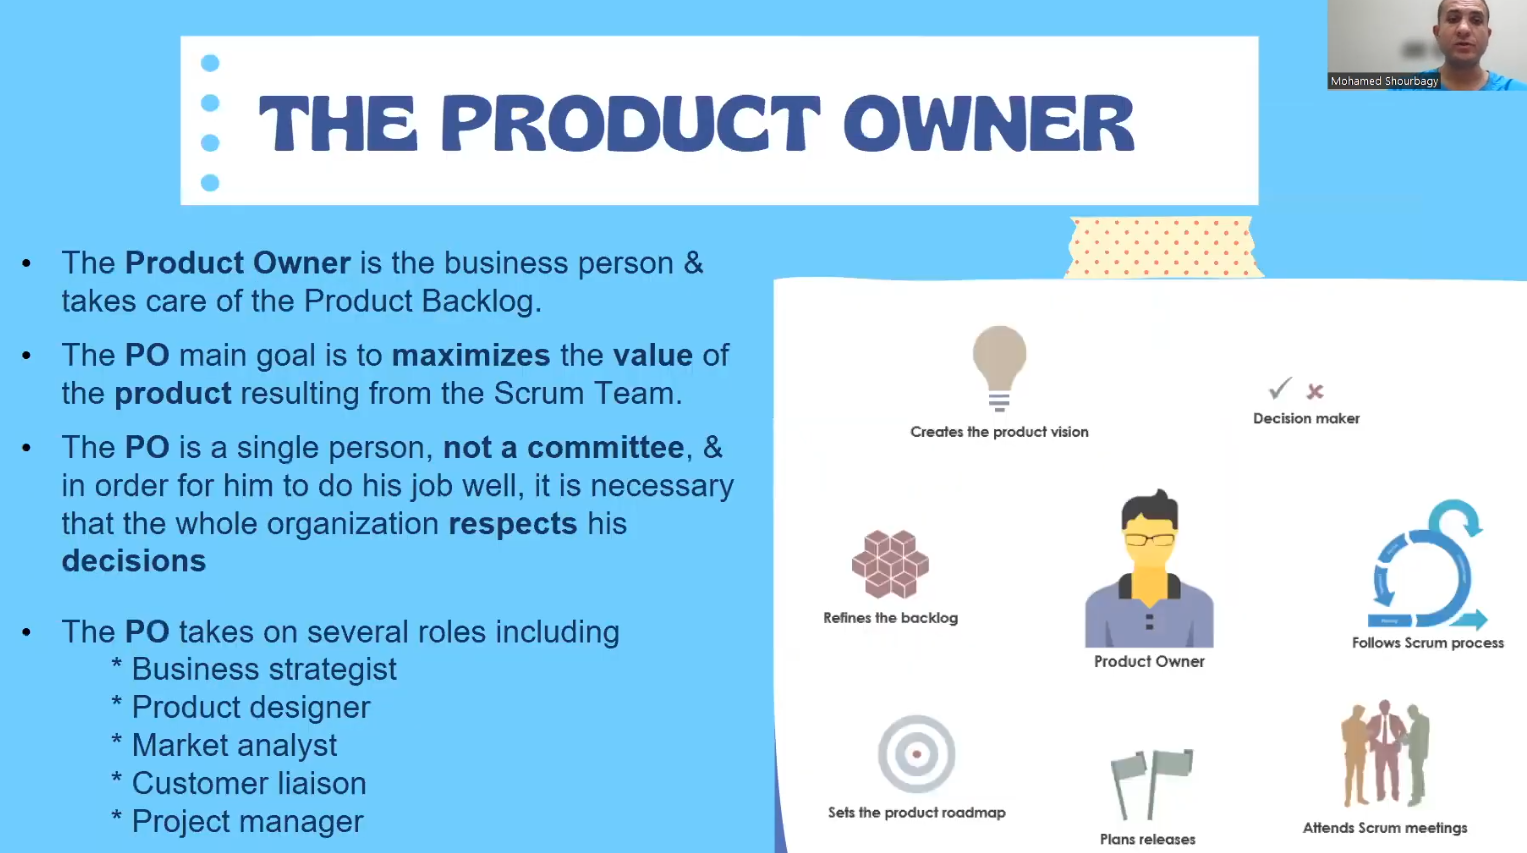 Mohamed Shourbagy
THE PRODUCT OWNER
• The Product Owner is the business person &
takes care of the Product Backlog.
• The PO main goal is to maximizes the value of
the product resulting from the Scrum Team.
• The PO is a single person, not a committee, &
in order for him to do his job well, it is necessary
that the whole organization respects his
decisions
• The PO takes on several roles including
* Business strategist
* Product designer
* Market analyst
* Customer liaison
* Project manager
Creates the product vision
Decision maker
Refines the backlog
Product Owner
Follows Scrum process
Sets the product roadmap
Plans releases
Attends Scrum meetings